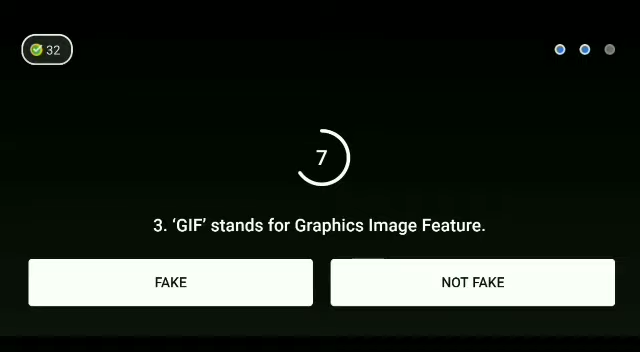 32
7
3. ‘GIF’ stands for Graphics Image Feature.
FAKE
NOT FAKE